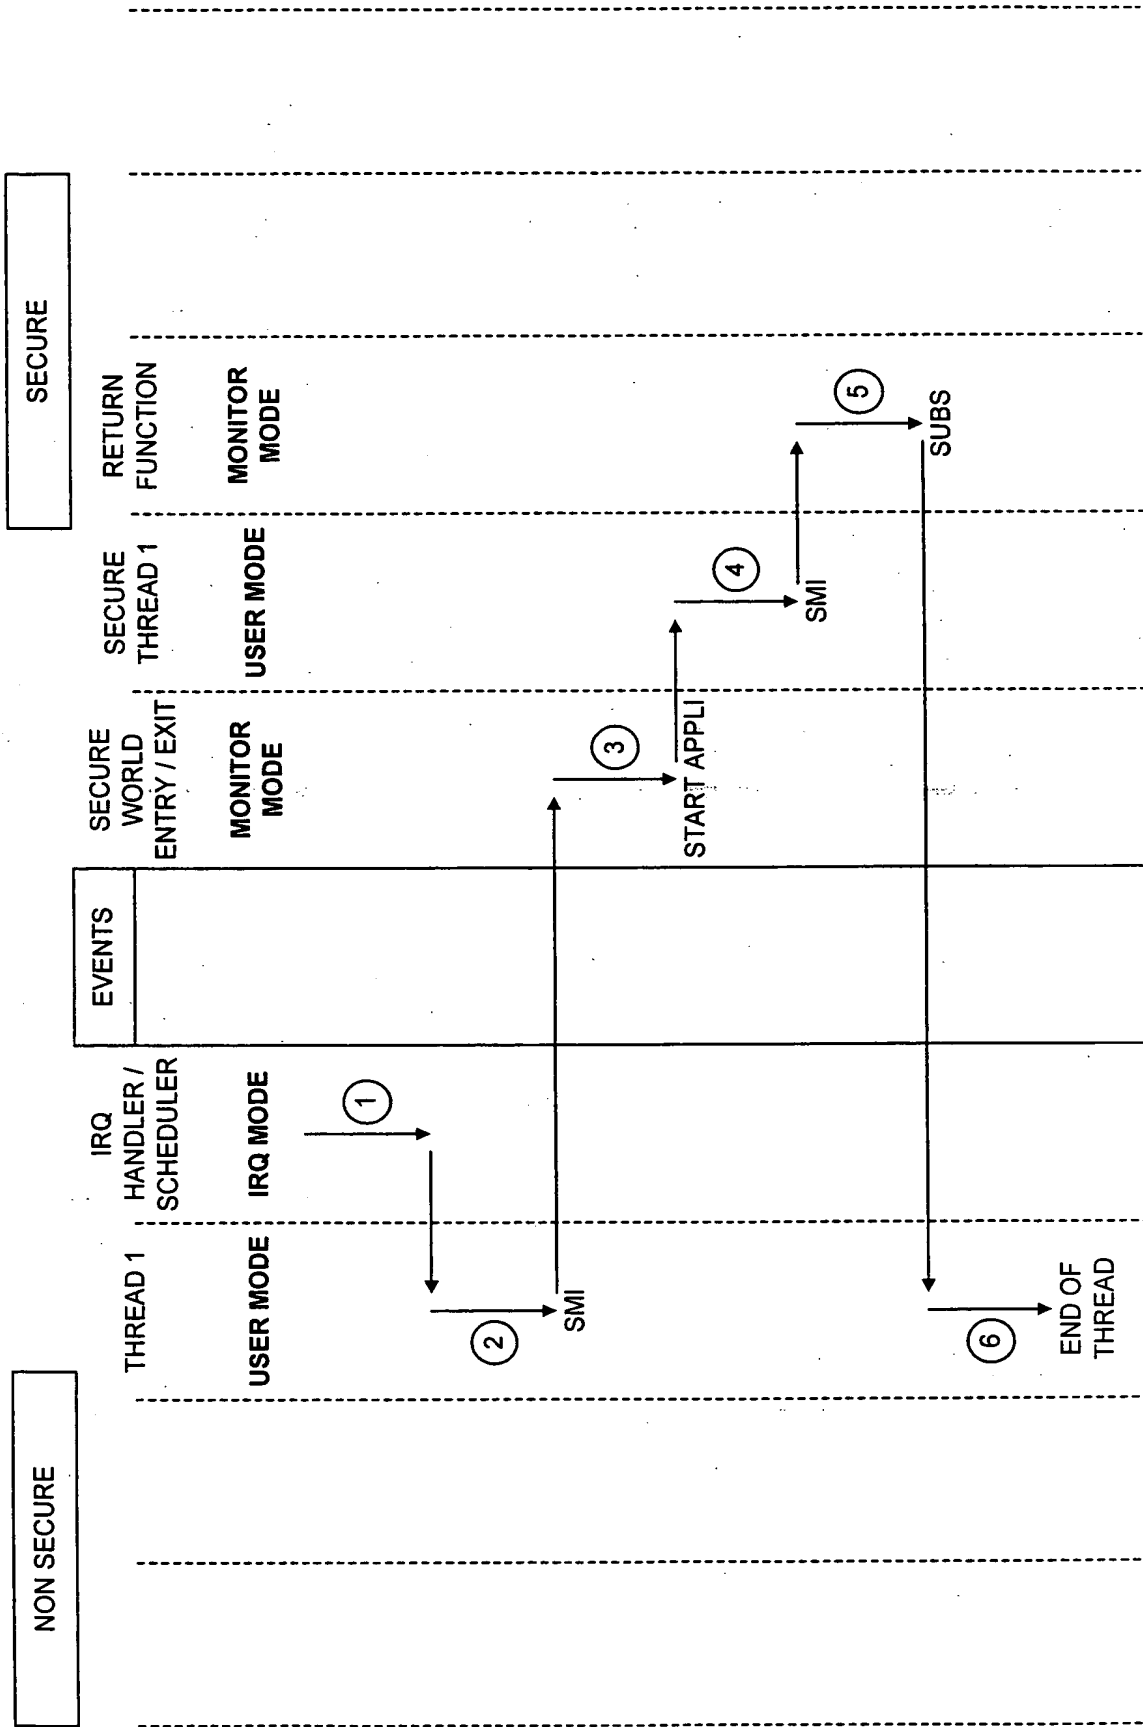 NON SECURE
SECURE
EVENTS
THREAD 1
USER MODE
IRQ
HANDLER /
SCHEDULER
IRQ MODE
SECURE
WORLD
ENTRY / EXIT
MONITOR
MODE
SECURE
THREAD 1
USER MODE
RETURN
FUNCTION
MONITOR
MODE
1
2
SMI
3
START APPLI
4
SMI
5
SUBS
6
END OF
THREAD